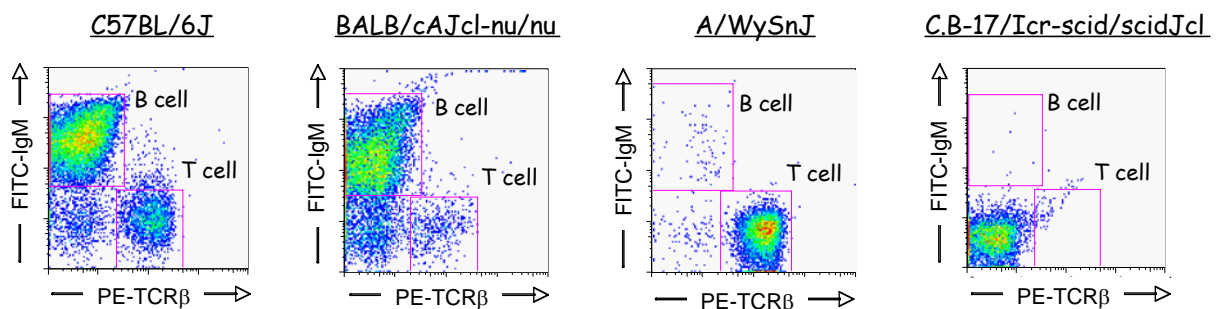 C57BL/6J
BALB/cAJcl-nu/nu
A/WySnJ
C.B-17/Icr-scid/scidJcl
FITC-IgM
B cell
T cell
PE-TCRβ
FITC-IgM
B cell
T cell
PE-TCRβ
FITC-IgM
B cell
T cell
PE-TCRβ
FITC-IgM
B cell
T cell
PE-TCRβ